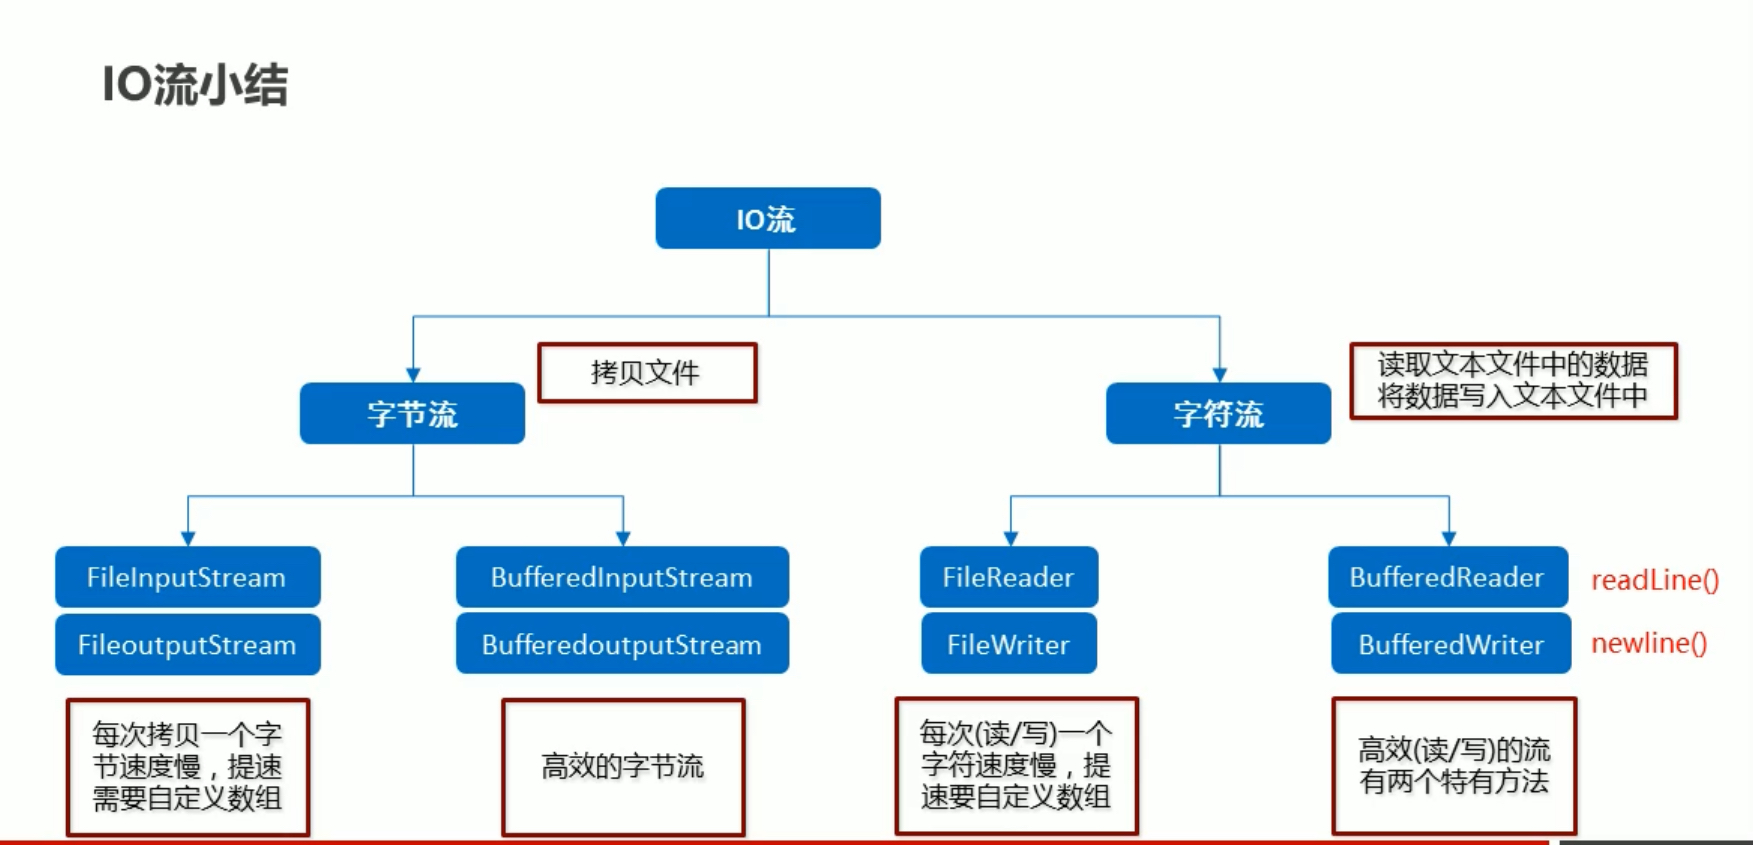 IO流小结
IO流
拷贝文件
读取文本文件中的数据
将数据写入文本文件中
字节流
字符流
FileInputStream
BufferedInputStream
FileReader
BufferedReader
readLine()
FileoutputStream
BufferedoutputStream
FileWriter
BufferedWriter
newline()
每次拷贝一个字
节速度慢，提速
需要自定义数组
高效的字节流
每次(读/写)一个
字符速度慢，提
速要自定义数组
高效(读/写)的流
有两个特有方法